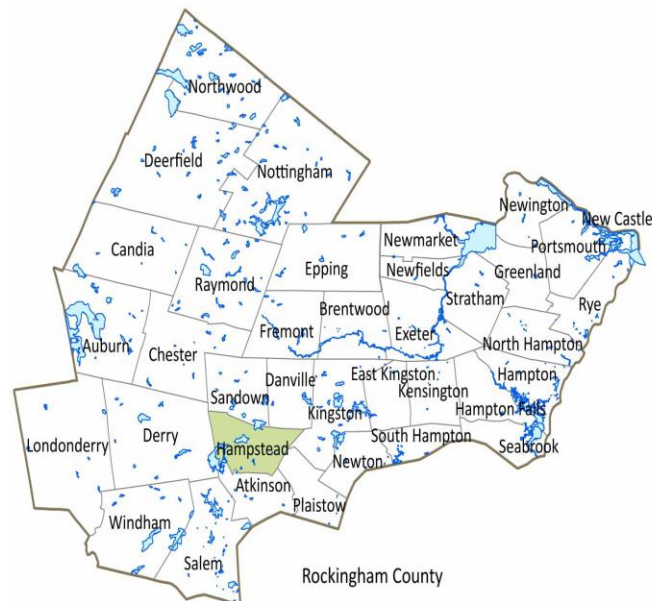 Northwood
Deerfield
Nottingham
Newington
New Castle
Candia
Newmarket
Portsmouth
Epping
Newfields
Greenland
Raymond
Stratham
Rye
Brentwood
Fremont
Exeter
Auburn
Chester
North Hampton
Danville
East Kingston
Hampton
Sandown
Kensington
Kingston
Hampton Falls
Londonderry
Derry
Hampstead
South Hampton
Seabrook
Newton
Atkinson
Plaistow
Windham
Salem
Rockingham County